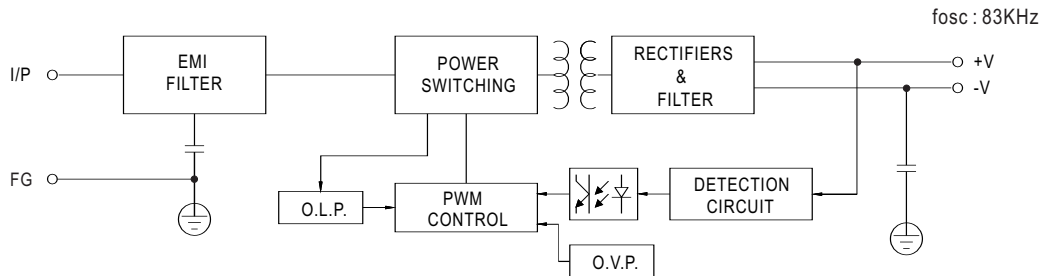 fosc : 83KHz
I/P
EMI
FILTER
POWER
SWITCHING
RECTIFIERS
&
FILTER
+V
-V
FG
O.L.P.
PWM
CONTROL
DETECTION
CIRCUIT
O.V.P.